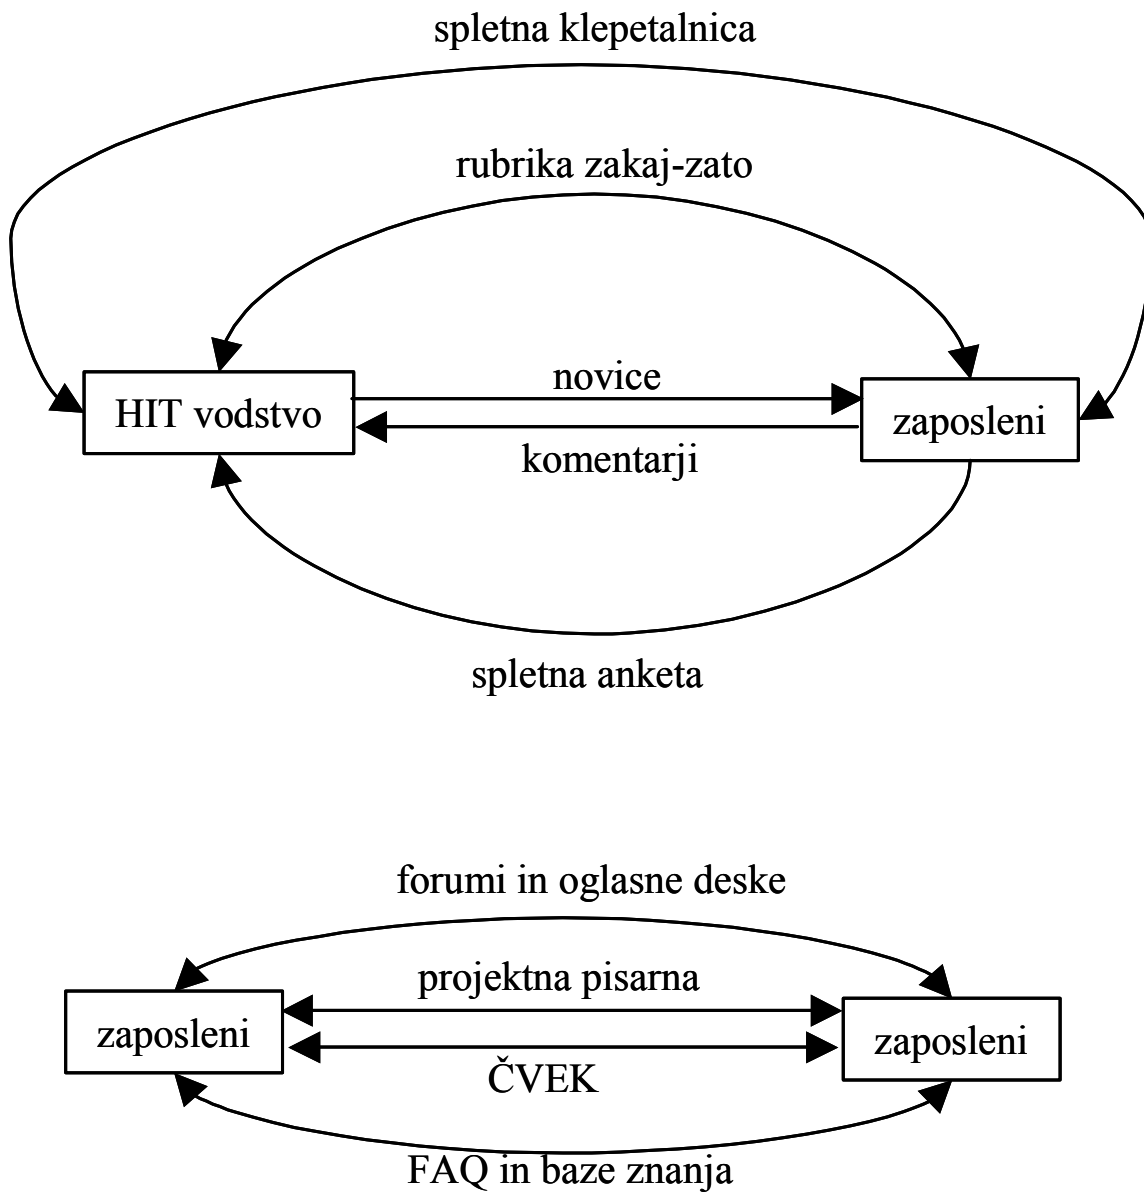 spletna klepetalnica
rubrika zakaj-zato
novice
HIT vodstvo
zaposleni
komentarji
spletna anketa
forumi in oglasne deske
projektna pisarna
zaposleni
zaposleni
ČVEK
FAQ in baze znanja